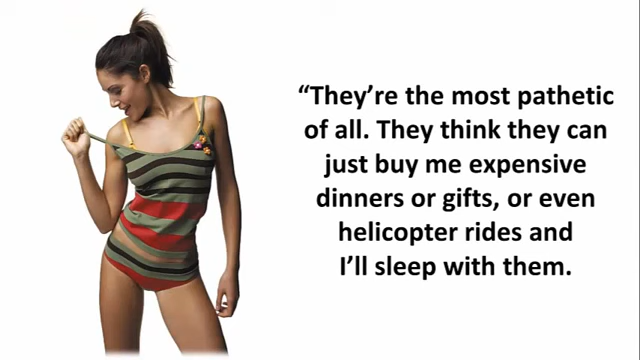 “They’re the most pathetic
of all. They think they can
just buy me expensive
dinners or gifts, or even
helicopter rides and
I’ll sleep with them.